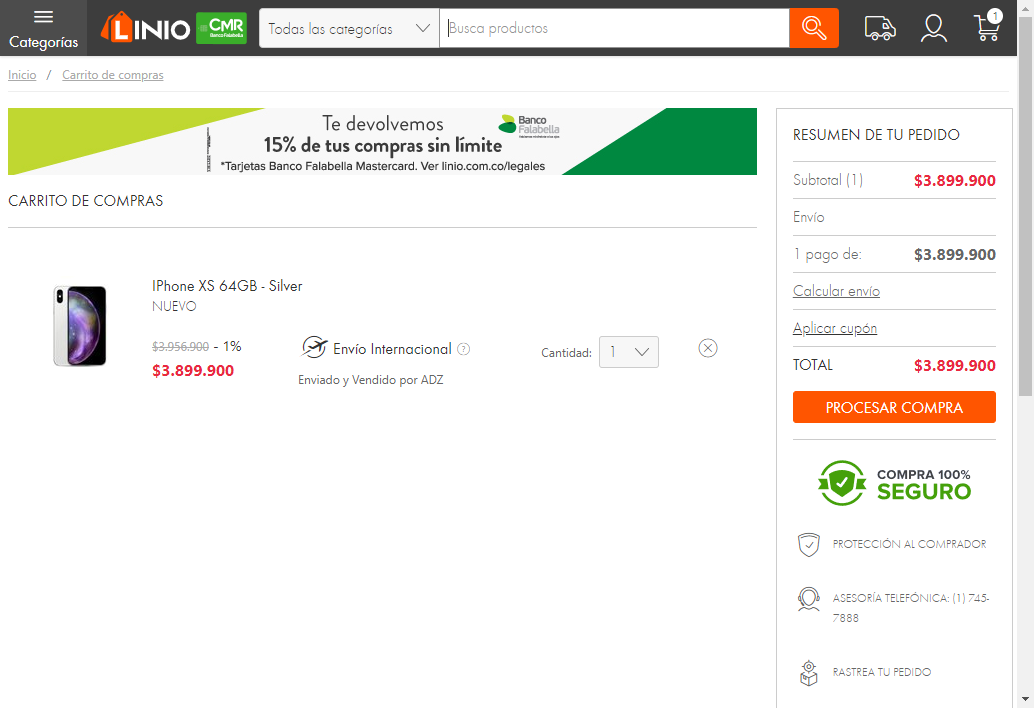 Categorías
LINIO
CMR
Banco Falabella
Todas las categorías
Busca productos
1
Inicio / Carrito de compras
Te devolvemos
15% de tus compras sin límite
*Tarjetas Banco Falabella Mastercard. Ver linio.com.co/legales
Banco
Falabella
CARRITO DE COMPRAS
IPhone XS 64GB - Silver
NUEVO
$3.956.900 - 1%
$3.899.900
Envío Internacional ?
Enviado y Vendido por ADZ
Cantidad: 1
RESUMEN DE TU PEDIDO
Subtotal (1) $3.899.900
Envío
1 pago de: $3.899.900
Calcular envío
Aplicar cupón
TOTAL $3.899.900
PROCESAR COMPRA
COMPRA 100%
SEGURO
PROTECCIÓN AL COMPRADOR
ASESORÍA TELEFÓNICA: (1) 745-
7888
RASTREA TU PEDIDO